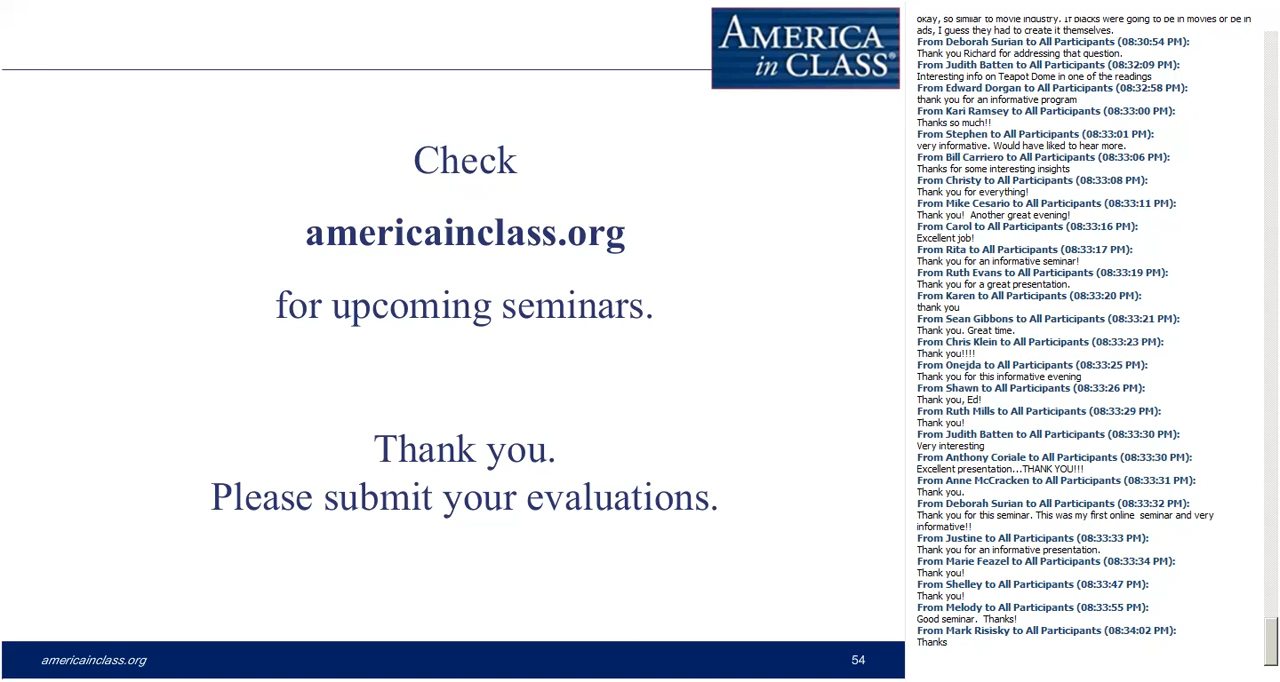 AMERICA
in CLASS®
Check
americainclass.org
for upcoming seminars.
Thank you.
Please submit your evaluations.
americainclass.org
54
okay, so similar to movie industry. If blacks were going to be in movies or be in
ads, I guess they had to create it themselves.
From Deborah Surian to All Participants (08:30:54 PM):
Thank you Richard for addressing that question.
From Judith Batten to All Participants (08:32:09 PM):
Interesting info on Teapot Dome in one of the readings
From Edward Dorgan to All Participants (08:32:58 PM):
thank you for an informative program
From Kari Ramsey to All Participants (08:33:00 PM):
Thanks so much!!
From Stephen to All Participants (08:33:01 PM):
very informative. Would have liked to hear more.
From Bill Carriero to All Participants (08:33:06 PM):
Thanks for some interesting insights
From Christy to All Participants (08:33:08 PM):
Thank you for everything!
From Mike Cesario to All Participants (08:33:11 PM):
Thank you!  Another great evening!
From Carol to All Participants (08:33:16 PM):
Excellent job!
From Rita to All Participants (08:33:17 PM):
Thank you for an informative seminar!
From Ruth Evans to All Participants (08:33:19 PM):
Thank you for a great presentation.
From Karen to All Participants (08:33:20 PM):
thank you
From Sean Gibbons to All Participants (08:33:21 PM):
Thank you. Great time.
From Chris Klein to All Participants (08:33:23 PM):
Thank you!!!!
From Onejda to All Participants (08:33:25 PM):
Thank you for this informative evening
From Shawn to All Participants (08:33:26 PM):
Thank you, Ed!
From Ruth Mills to All Participants (08:33:29 PM):
Thank you!
From Judith Batten to All Participants (08:33:30 PM):
Very interesting
From Anthony Coriale to All Participants (08:33:30 PM):
Excellent presentation...THANK YOU!!!
From Anne McCracken to All Participants (08:33:31 PM):
Thank you.
From Deborah Surian to All Participants (08:33:32 PM):
Thank you for this seminar. This was my first online  seminar and very
informative!!
From Justine to All Participants (08:33:33 PM):
Thank you for an informative presentation.
From Marie Feazel to All Participants (08:33:34 PM):
Thank you!
From Shelley to All Participants (08:33:47 PM):
Thank you!
From Melody to All Participants (08:33:55 PM):
Good seminar.  Thanks!
From Mark Risisky to All Participants (08:34:02 PM):
Thanks